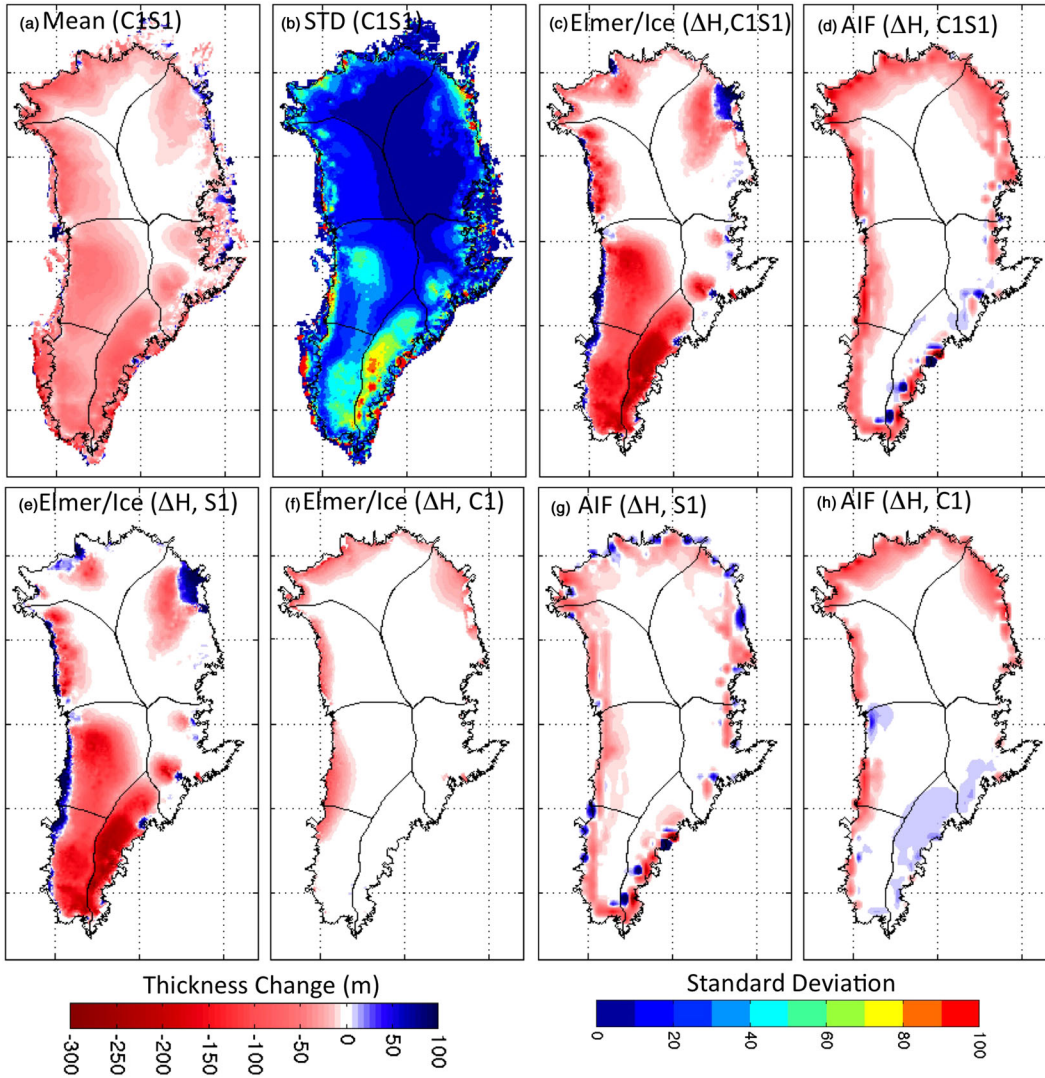 (a) Mean (C1S1)
(b) STD (C1S1)
(c) Elmer/Ice (ΔH,C1S1)
(d) AIF (ΔH, C1S1)
(e) Elmer/Ice (ΔH, S1)
(f) Elmer/Ice (ΔH, C1)
(g) AIF (ΔH, S1)
(h) AIF (ΔH, C1)
Thickness Change (m)
-300 -250 -200 -150 -100 -50 0 50 100
Standard Deviation
0 20 40 60 80 100